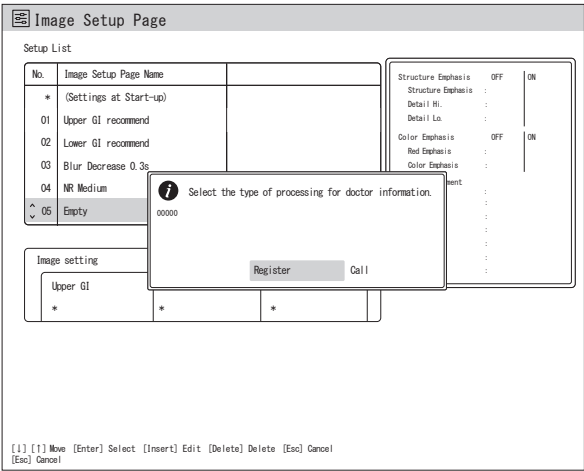 Image Setup Page
Setup List
No. Image Setup Page Name
* (Settings at Start-up)
01 Upper GI recommend
02 Lower GI recommend
03 Blur Decrease 0.3s
04 NR Medium
05 Empty
Structure Emphasis OFF ON
Structure Emphasis :
Detail Hi. :
Detail Lo. :
Color Emphasis OFF ON
Red Emphasis :
Color Emphasis :
ment
:
:
:
:
:
:
:
Select the type of processing for doctor information.
00000
Register Call
Image setting
Upper GI
* * *
[↓] [↑] Move [Enter] Select [Insert] Edit [Delete] Delete [Esc] Cancel
[Esc] Cancel